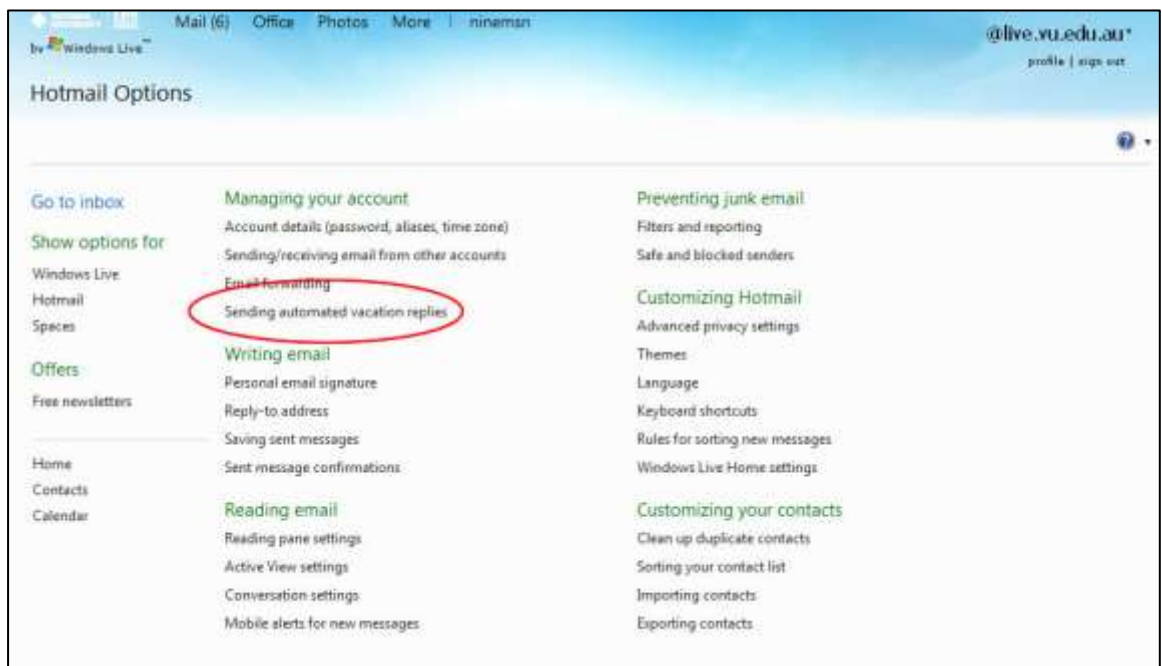 Mail (6) Office Photos More | ninemsn
by Windows Live™
@live.vu.edu.au
profile | sign out
Hotmail Options
Go to inbox
Show options for
Windows Live
Hotmail
Spaces
Offers
Free newsletters
Home
Contacts
Calendar
Managing your account
Account details (password, aliases, time zone)
Sending/receiving email from other accounts
Email forwarding
Sending automated vacation replies
Writing email
Personal email signature
Reply-to address
Saving sent messages
Sent message confirmations
Reading email
Reading pane settings
Active View settings
Conversation settings
Mobile alerts for new messages
Preventing junk email
Filters and reporting
Safe and blocked senders
Customizing Hotmail
Advanced privacy settings
Themes
Language
Keyboard shortcuts
Rules for sorting new messages
Windows Live Home settings
Customizing your contacts
Clean up duplicate contacts
Sorting your contact list
Importing contacts
Exporting contacts